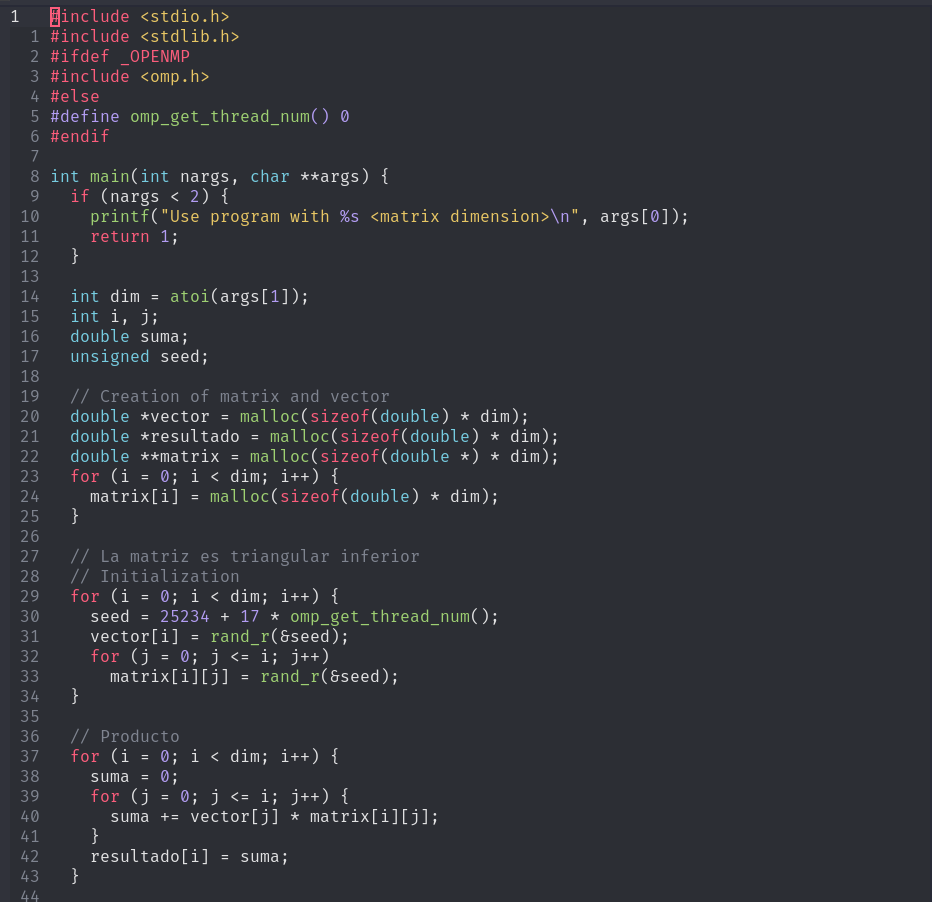 1 #include <stdio.h>
1 #include <stdlib.h>
2 #ifdef _OPENMP
3 #include <omp.h>
4 #else
5 #define omp_get_thread_num() 0
6 #endif
7
8 int main(int nargs, char **args) {
9   if (nargs < 2) {
10     printf("Use program with %s <matrix dimension>\n", args[0]);
11     return 1;
12   }
13
14   int dim = atoi(args[1]);
15   int i, j;
16   double suma;
17   unsigned seed;
18
19   // Creation of matrix and vector
20   double *vector = malloc(sizeof(double) * dim);
21   double *resultado = malloc(sizeof(double) * dim);
22   double **matrix = malloc(sizeof(double *) * dim);
23   for (i = 0; i < dim; i++) {
24     matrix[i] = malloc(sizeof(double) * dim);
25   }
26
27   // La matriz es triangular inferior
28   // Initialization
29   for (i = 0; i < dim; i++) {
30     seed = 25234 + 17 * omp_get_thread_num();
31     vector[i] = rand_r(&seed);
32     for (j = 0; j <= i; j++)
33       matrix[i][j] = rand_r(&seed);
34   }
35
36   // Producto
37   for (i = 0; i < dim; i++) {
38     suma = 0;
39     for (j = 0; j <= i; j++) {
40       suma += vector[j] * matrix[i][j];
41     }
42     resultado[i] = suma;
43   }
44